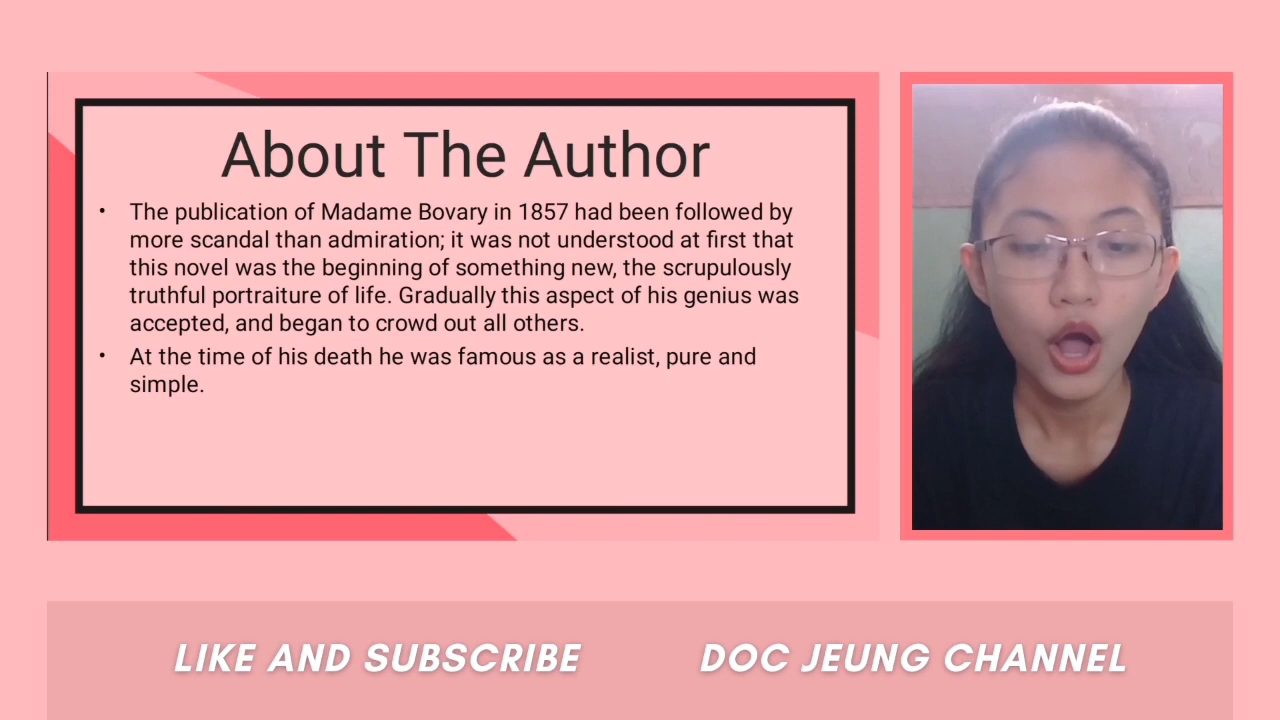 About The Author
• The publication of Madame Bovary in 1857 had been followed by
more scandal than admiration; it was not understood at first that
this novel was the beginning of something new, the scrupulously
truthful portraiture of life. Gradually this aspect of his genius was
accepted, and began to crowd out all others.
• At the time of his death he was famous as a realist, pure and
simple.
LIKE AND SUBSCRIBE
DOC JEUNG CHANNEL